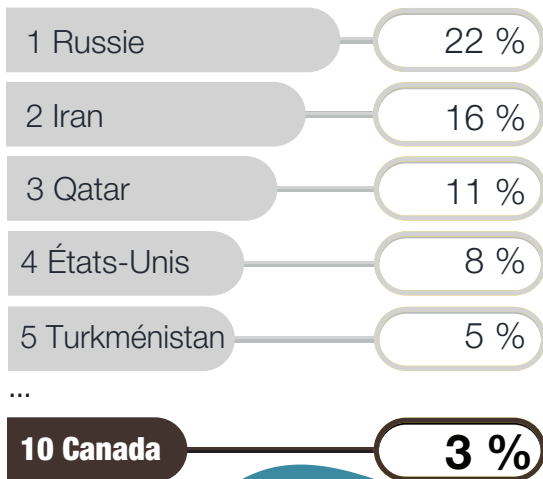 1 Russie 22 %
2 Iran 16 %
3 Qatar 11 %
4 États-Unis 8 %
5 Turkménistan 5 %
...
10 Canada 3 %